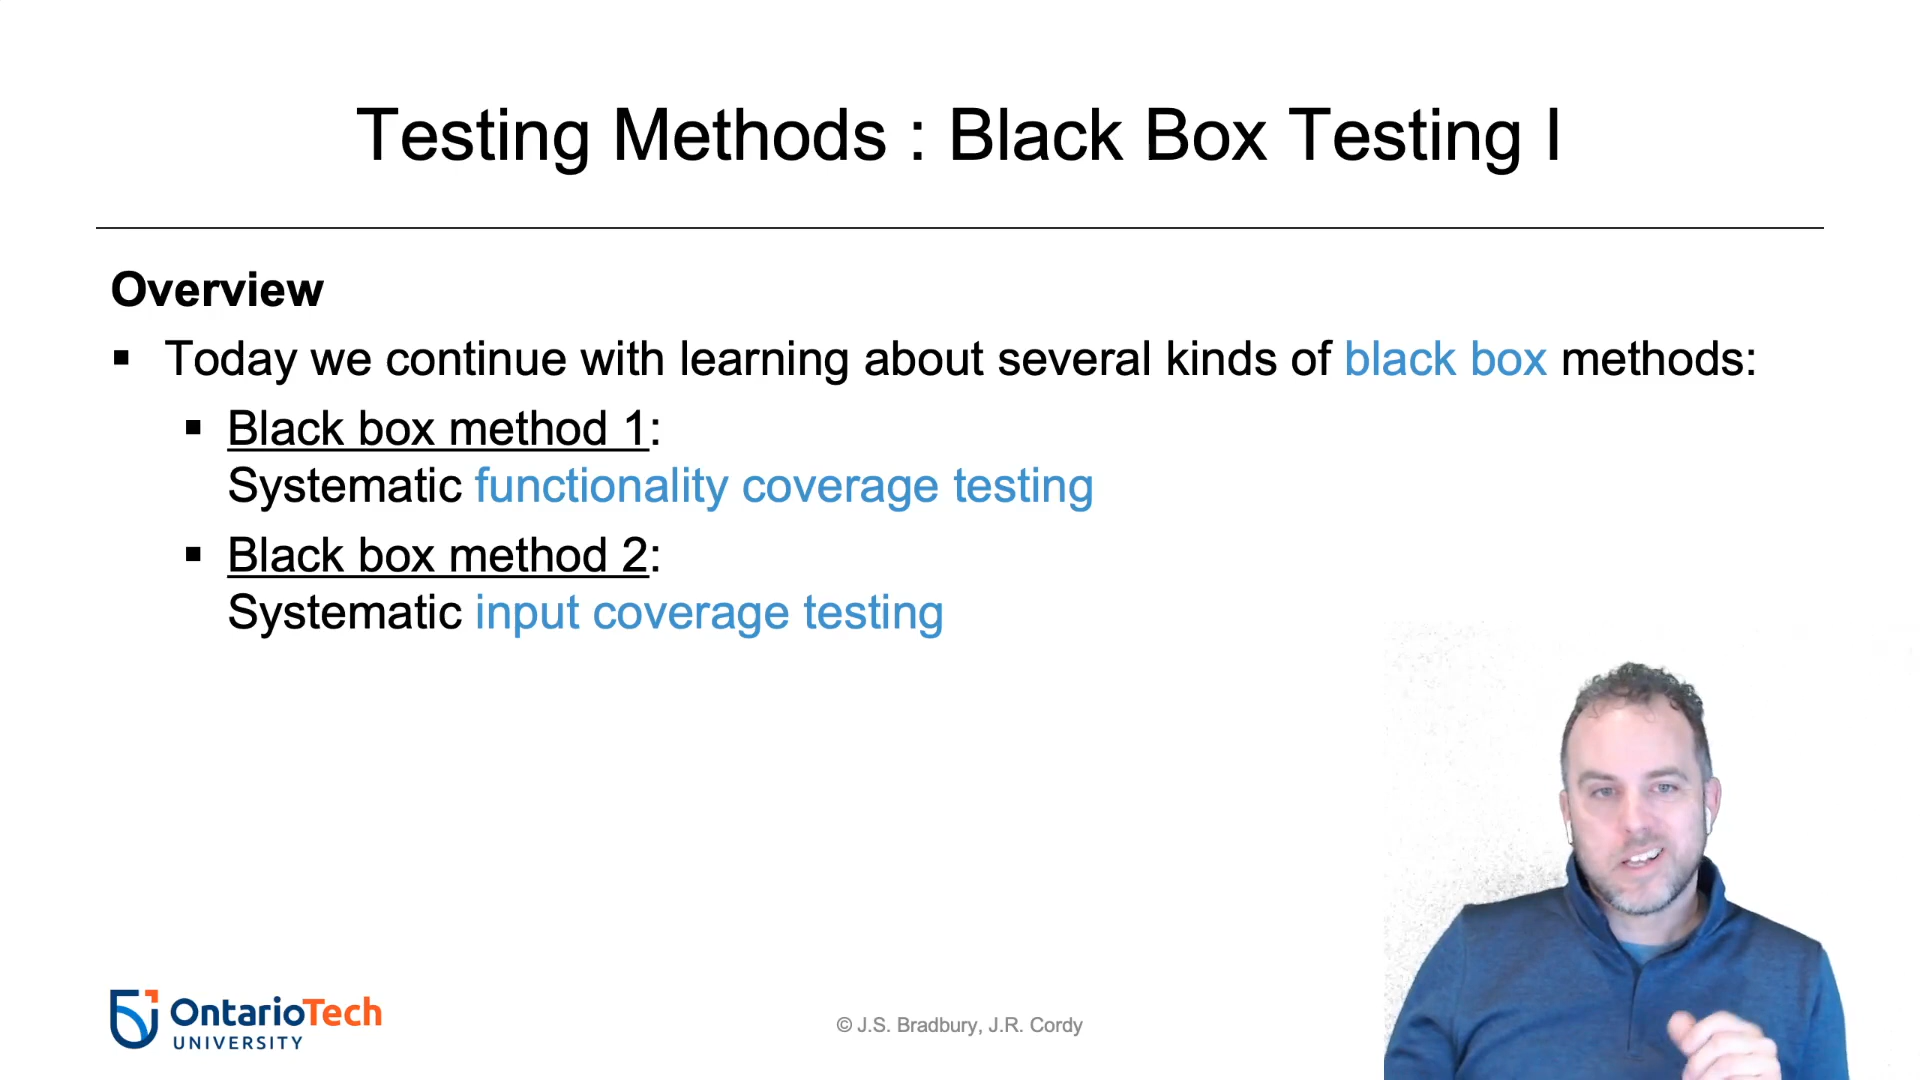 Testing Methods : Black Box Testing I
Overview
▪ Today we continue with learning about several kinds of black box methods:
▪ Black box method 1:
Systematic functionality coverage testing
▪ Black box method 2:
Systematic input coverage testing
OntarioTech
UNIVERSITY
© J.S. Bradbury, J.R. Cordy